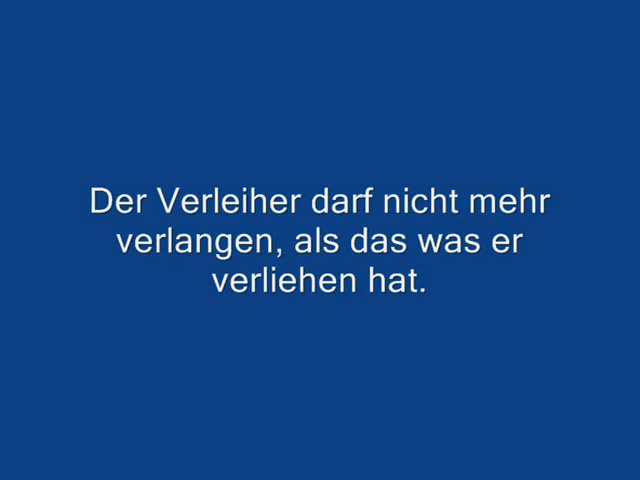 Der Verleiher darf nicht mehr
verlangen, als das was er
verliehen hat.